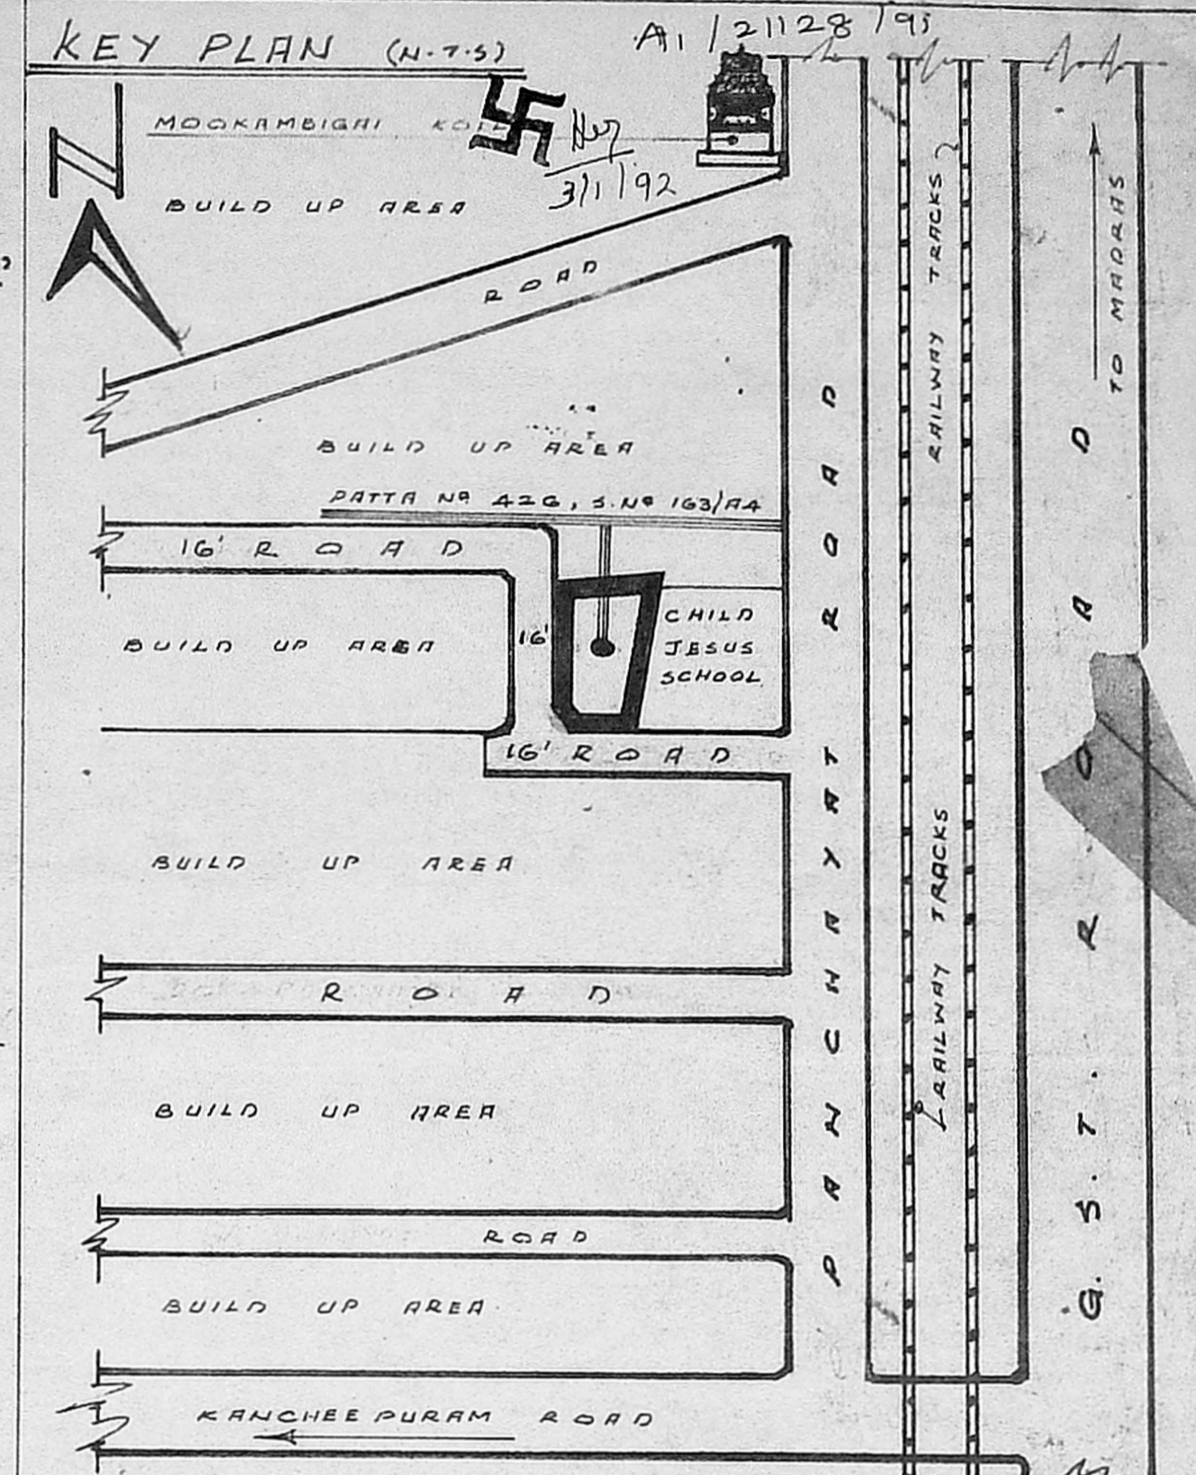 KEY PLAN (N.T.S)
A1/21128/91
N
MOOKAMBIGAI KOIL
3/1/92
BUILD UP AREA
ROAD
TO MADRAS
RAILWAY TRACKS
BUILD UP AREA
PATTA No 426, S.No 163/AA
16' ROAD
BUILD UP AREA
16'
CHILD
JESUS
SCHOOL
16' ROAD
PANCHAYAT ROAD
G.S.T. ROAD
BUILD UP AREA
RAILWAY TRACKS
ROAD
BUILD UP AREA
ROAD
BUILD UP AREA
KANCHEEPURAM ROAD